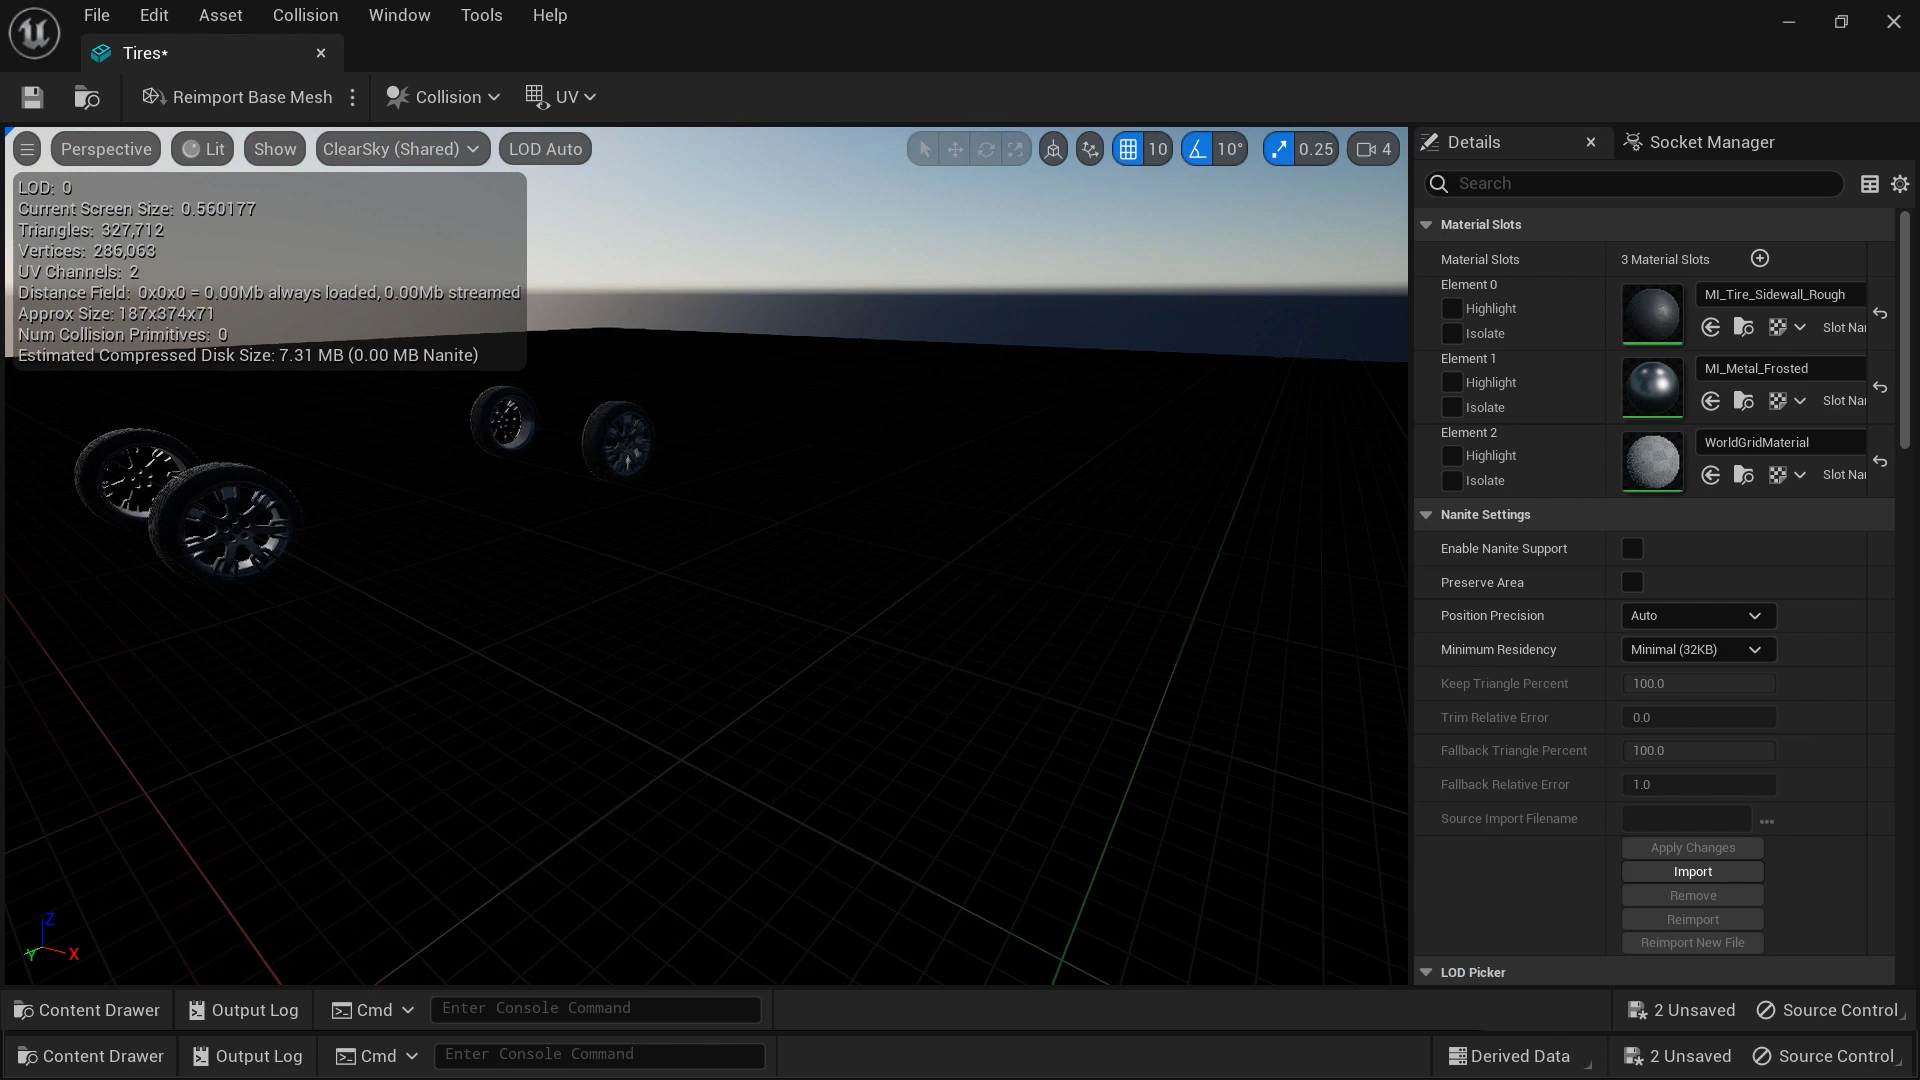 File Edit Asset Collision Window Tools Help
Tires*
Reimport Base Mesh Collision UV
Perspective Lit Show ClearSky (Shared) LOD Auto 10 10° 0.25 4
LOD: 0
Current Screen Size: 0.560177
Triangles: 327,712
Vertices: 286,063
UV Channels: 2
Distance Field: 0x0x0 = 0.00Mb always loaded, 0.00Mb streamed
Approx Size: 187x374x71
Num Collision Primitives: 0
Estimated Compressed Disk Size: 7.31 MB (0.00 MB Nanite)
Z
Y
X
Details Socket Manager
Search
Material Slots
Material Slots 3 Material Slots
Element 0 MI_Tire_Sidewall_Rough
Highlight
Isolate Slot Na
Element 1 MI_Metal_Frosted
Highlight
Isolate Slot Na
Element 2 WorldGridMaterial
Highlight
Isolate Slot Na
Nanite Settings
Enable Nanite Support
Preserve Area
Position Precision Auto
Minimum Residency Minimal (32KB)
Keep Triangle Percent 100.0
Trim Relative Error 0.0
Fallback Triangle Percent 100.0
Fallback Relative Error 1.0
Source Import Filename ...
Apply Changes
Import
Remove
Reimport
Reimport New File
LOD Picker
Content Drawer Output Log Cmd Enter Console Command 2 Unsaved Source Control
Content Drawer Output Log Cmd Enter Console Command Derived Data 2 Unsaved Source Control